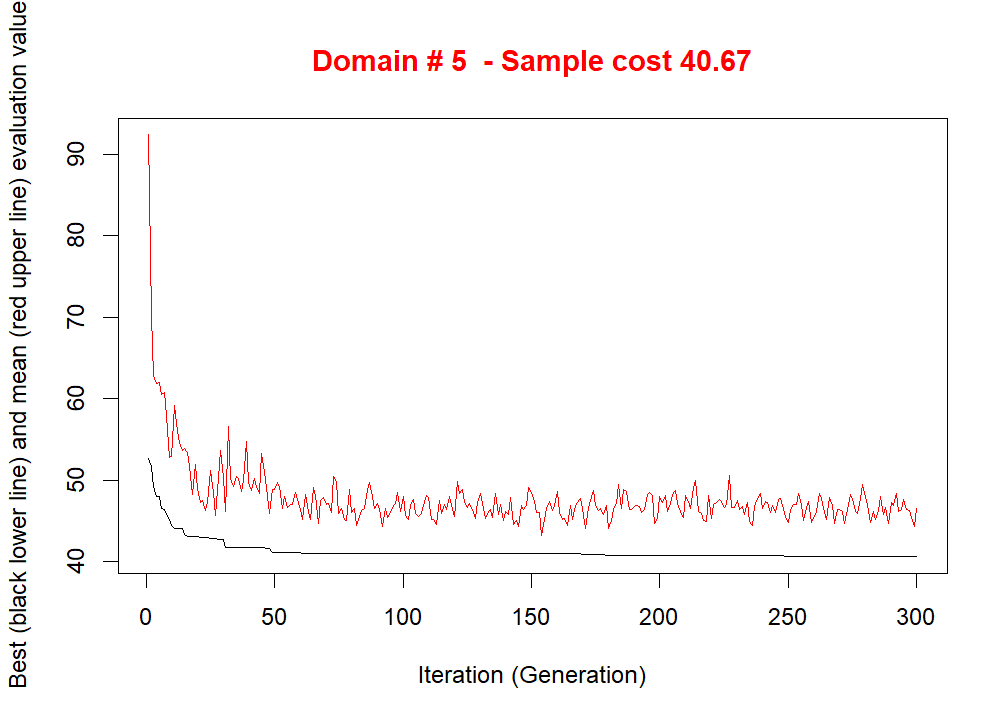 Domain # 5  - Sample cost 40.67
Best (black lower line) and mean (red upper line) evaluation value
90
80
70
60
50
40
0 50 100 150 200 250 300
Iteration (Generation)